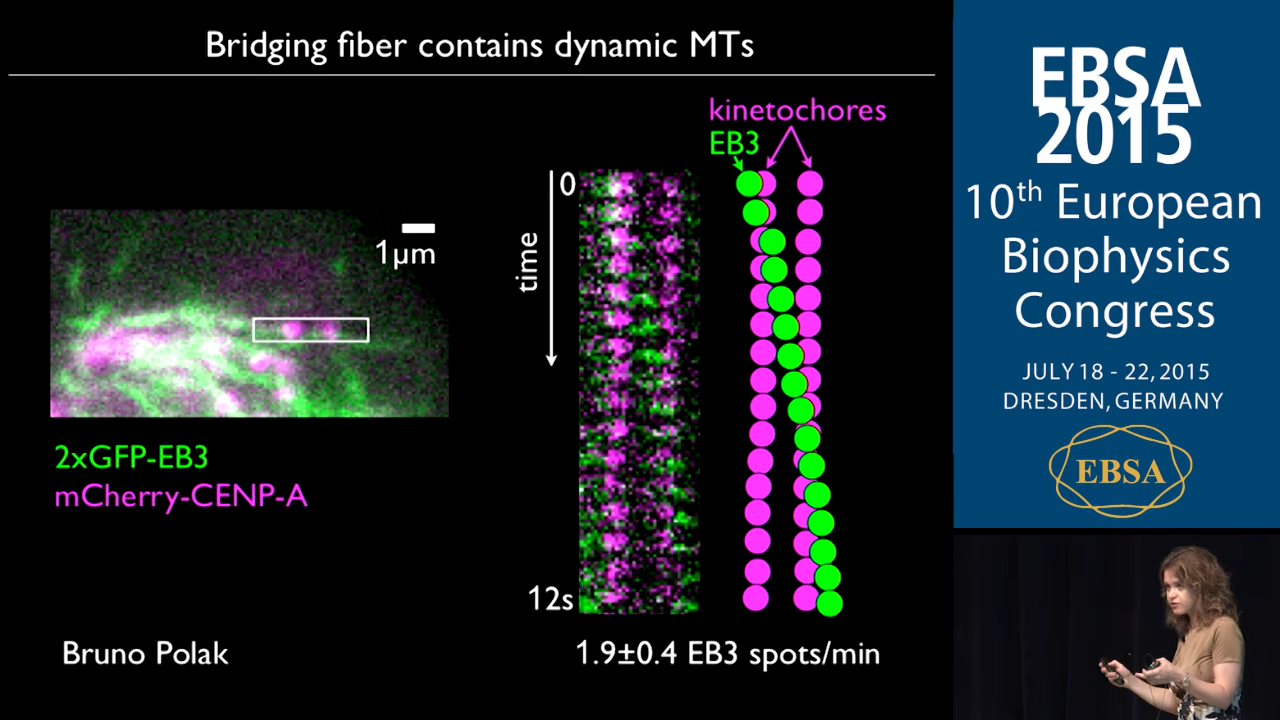 Bridging fiber contains dynamic MTs
kinetochores
EB3
0
time
12s
1µm
2xGFP-EB3
mCherry-CENP-A
Bruno Polak
1.9±0.4 EB3 spots/min
EBSA
2015
10th European
Biophysics
Congress
JULY 18 - 22, 2015
DRESDEN, GERMANY
EBSA